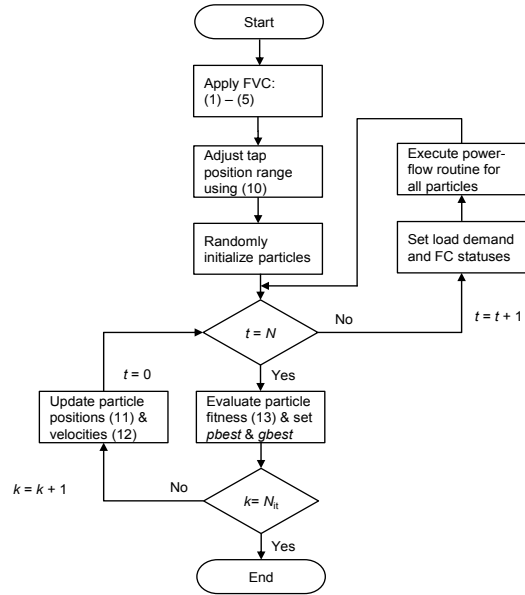 Start
Apply FVC:
(1) – (5)
Adjust tap
position range
using (10)
Randomly
initialize particles
Execute power-
flow routine for
all particles
Set load demand
and FC statuses
t = N
No
t = t + 1
Yes
t = 0
Update particle
positions (11) &
velocities (12)
Evaluate particle
fitness (13) & set
pbest & gbest
k = k + 1
No
k= Nit
Yes
End